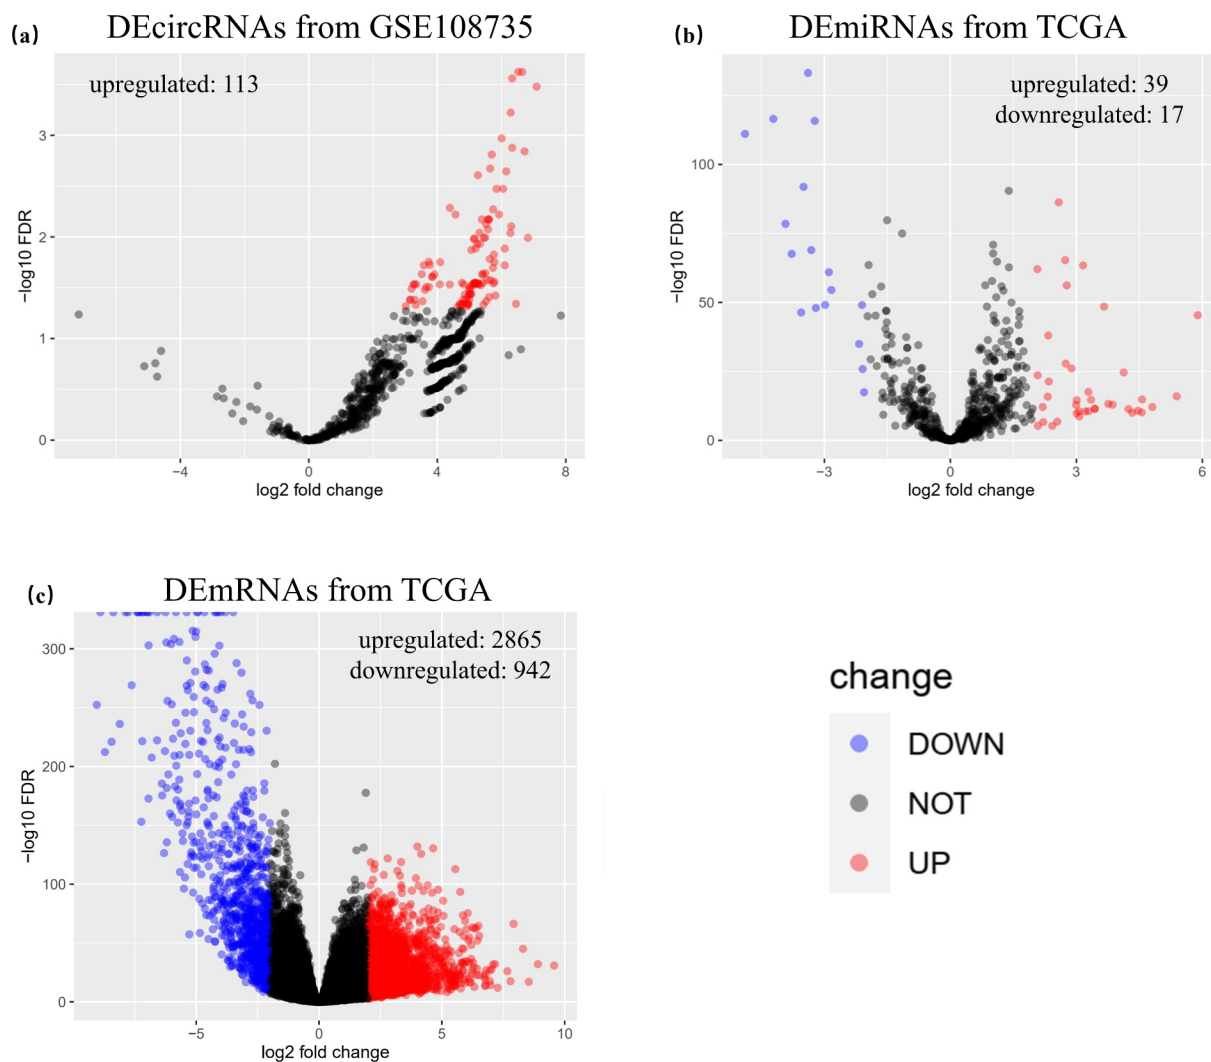 (a)
DEcircRNAs from GSE108735
upregulated: 113
3
2
1
0
−log10 FDR
−4
0
4
8
log2 fold change
(b)
DEmiRNAs from TCGA
upregulated: 39
downregulated: 17
100
50
0
−log10 FDR
−3
0
3
6
log2 fold change
(c)
DEmRNAs from TCGA
upregulated: 2865
downregulated: 942
300
200
100
0
−log10 FDR
−5
0
5
10
log2 fold change
change
DOWN
NOT
UP